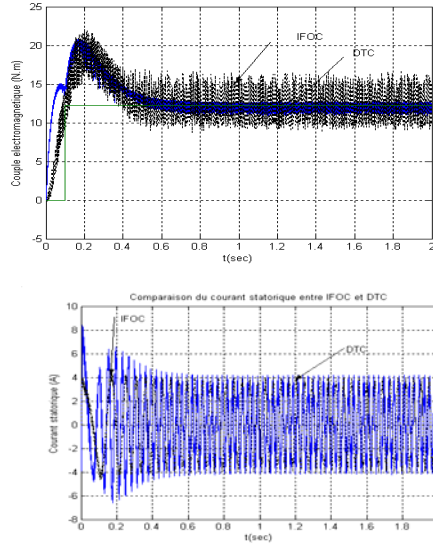 25
20
15
10
5
0
-5
Couple electromagnetique (N.m)
IFOC
DTC
0 0.2 0.4 0.6 0.8 1 1.2 1.4 1.6 1.8 2
t(sec)
Comparaison du courant statorique entre IFOC et DTC
10
8
6
4
2
0
-2
-4
-6
-8
Courant statorique (A)
IFOC
DTC
0 0.2 0.4 0.6 0.8 1 1.2 1.4 1.6 1.8
t(sec)